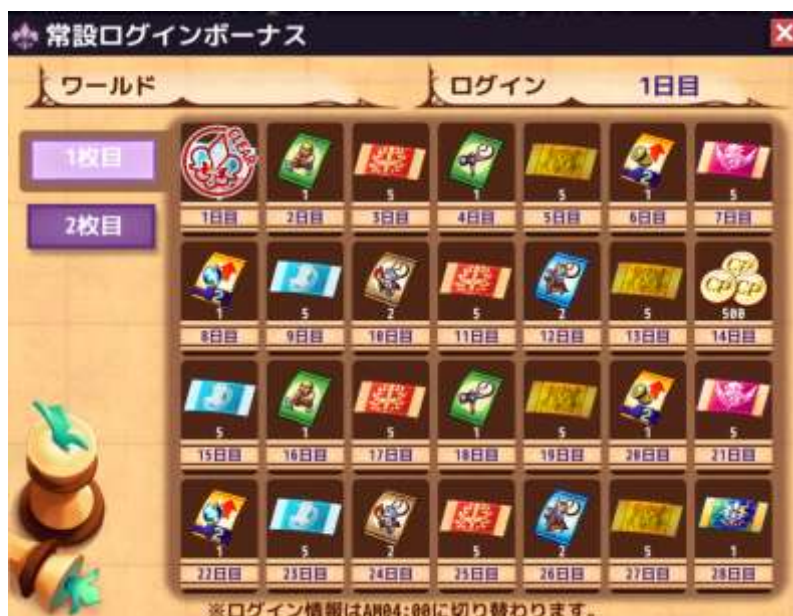 常設ログインボーナス
ワールド ログイン 1日目
1枚目
2枚目
CLEAR
1 5 1 5 1 5
1日目 2日目 3日目 4日目 5日目 6日目 7日目
CP CP CP
1 5 2 5 2 5 500
8日目 9日目 10日目 11日目 12日目 13日目 14日目
5 1 5 1 5 1 5
15日目 16日目 17日目 18日目 19日目 20日目 21日目
1 5 2 5 2 5 1
22日目 23日目 24日目 25日目 26日目 27日目 28日目
※ログイン情報はAM04:00に切り替わります。